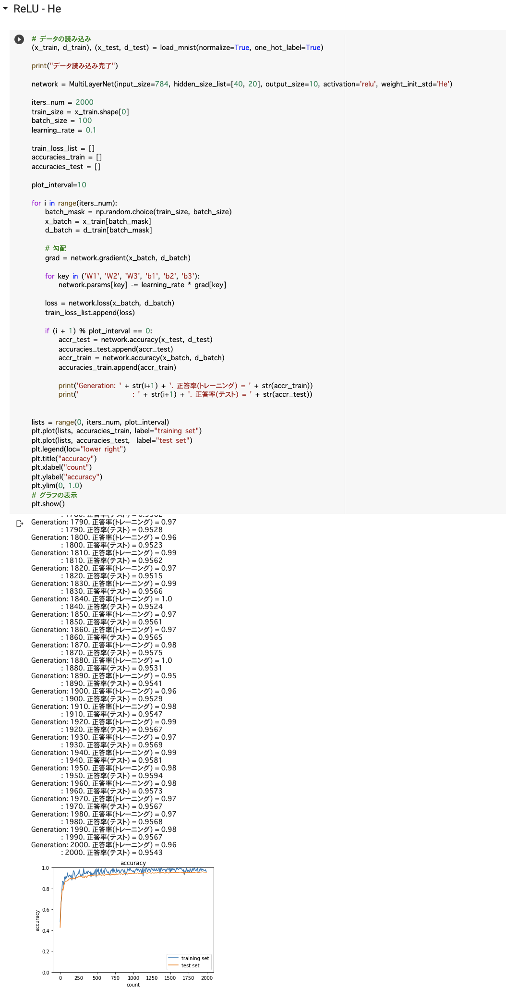 ReLU - He
# データの読み込み
(x_train, d_train), (x_test, d_test) = load_mnist(normalize=True, one_hot_label=True)
print("データ読み込み完了")
network = MultiLayerNet(input_size=784, hidden_size_list=[40, 20], output_size=10, activation='relu', weight_init_std='He')
iters_num = 2000
train_size = x_train.shape[0]
batch_size = 100
learning_rate = 0.1
train_loss_list = []
accuracies_train = []
accuracies_test = []
plot_interval=10
for i in range(iters_num):
    batch_mask = np.random.choice(train_size, batch_size)
    x_batch = x_train[batch_mask]
    d_batch = d_train[batch_mask]
    # 勾配
    grad = network.gradient(x_batch, d_batch)
    for key in ('W1', 'W2', 'W3', 'b1', 'b2', 'b3'):
        network.params[key] -= learning_rate * grad[key]
    loss = network.loss(x_batch, d_batch)
    train_loss_list.append(loss)
    if (i + 1) % plot_interval == 0:
        accr_test = network.accuracy(x_test, d_test)
        accuracies_test.append(accr_test)
        accr_train = network.accuracy(x_batch, d_batch)
        accuracies_train.append(accr_train)
        print('Generation: ' + str(i+1) + '. 正答率(トレーニング) = ' + str(accr_train))
        print('                : ' + str(i+1) + '. 正答率(テスト) = ' + str(accr_test))
lists = range(0, iters_num, plot_interval)
plt.plot(lists, accuracies_train, label="training set")
plt.plot(lists, accuracies_test,  label="test set")
plt.legend(loc="lower right")
plt.title("accuracy")
plt.xlabel("count")
plt.ylabel("accuracy")
plt.ylim(0, 1.0)
# グラフの表示
plt.show()
: 1780. 正答率(テスト) = 0.9562
Generation: 1790. 正答率(トレーニング) = 0.97
: 1790. 正答率(テスト) = 0.9528
Generation: 1800. 正答率(トレーニング) = 0.96
: 1800. 正答率(テスト) = 0.9523
Generation: 1810. 正答率(トレーニング) = 0.99
: 1810. 正答率(テスト) = 0.9562
Generation: 1820. 正答率(トレーニング) = 0.97
: 1820. 正答率(テスト) = 0.9515
Generation: 1830. 正答率(トレーニング) = 0.99
: 1830. 正答率(テスト) = 0.9566
Generation: 1840. 正答率(トレーニング) = 1.0
: 1840. 正答率(テスト) = 0.9524
Generation: 1850. 正答率(トレーニング) = 0.97
: 1850. 正答率(テスト) = 0.9561
Generation: 1860. 正答率(トレーニング) = 0.97
: 1860. 正答率(テスト) = 0.9565
Generation: 1870. 正答率(トレーニング) = 0.98
: 1870. 正答率(テスト) = 0.9575
Generation: 1880. 正答率(トレーニング) = 1.0
: 1880. 正答率(テスト) = 0.9531
Generation: 1890. 正答率(トレーニング) = 0.95
: 1890. 正答率(テスト) = 0.9541
Generation: 1900. 正答率(トレーニング) = 0.96
: 1900. 正答率(テスト) = 0.9529
Generation: 1910. 正答率(トレーニング) = 0.98
: 1910. 正答率(テスト) = 0.9547
Generation: 1920. 正答率(トレーニング) = 0.99
: 1920. 正答率(テスト) = 0.9567
Generation: 1930. 正答率(トレーニング) = 0.97
: 1930. 正答率(テスト) = 0.9569
Generation: 1940. 正答率(トレーニング) = 0.99
: 1940. 正答率(テスト) = 0.9581
Generation: 1950. 正答率(トレーニング) = 0.98
: 1950. 正答率(テスト) = 0.9594
Generation: 1960. 正答率(トレーニング) = 0.98
: 1960. 正答率(テスト) = 0.9573
Generation: 1970. 正答率(トレーニング) = 0.97
: 1970. 正答率(テスト) = 0.9567
Generation: 1980. 正答率(トレーニング) = 0.97
: 1980. 正答率(テスト) = 0.9568
Generation: 1990. 正答率(トレーニング) = 0.98
: 1990. 正答率(テスト) = 0.9567
Generation: 2000. 正答率(トレーニング) = 0.96
: 2000. 正答率(テスト) = 0.9543
accuracy
1.0
0.8
0.6
0.4
0.2
0.0
accuracy
training set
test set
0 250 500 750 1000 1250 1500 1750 2000
count